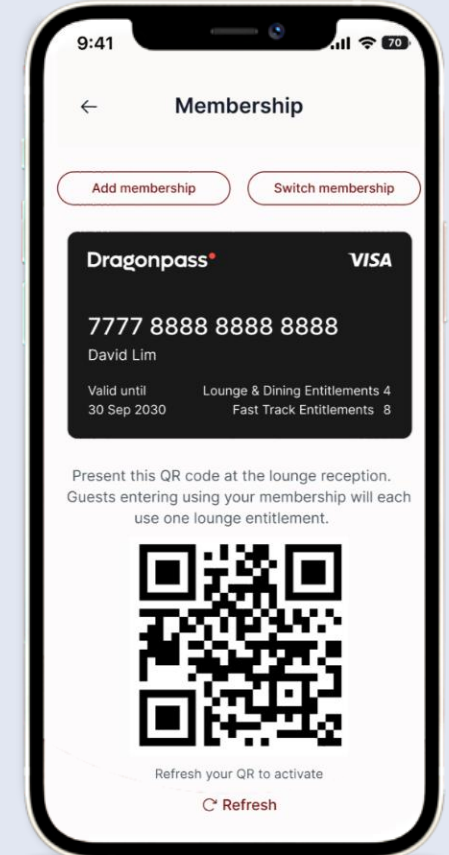 9:41
70
Membership
Add membership
Switch membership
Dragonpass
VISA
7777 8888 8888 8888
David Lim
Valid until
Lounge & Dining Entitlements 4
30 Sep 2030
Fast Track Entitlements 8
Present this QR code at the lounge reception.
Guests entering using your membership will each
use one lounge entitlement.
Refresh your QR to activate
Refresh